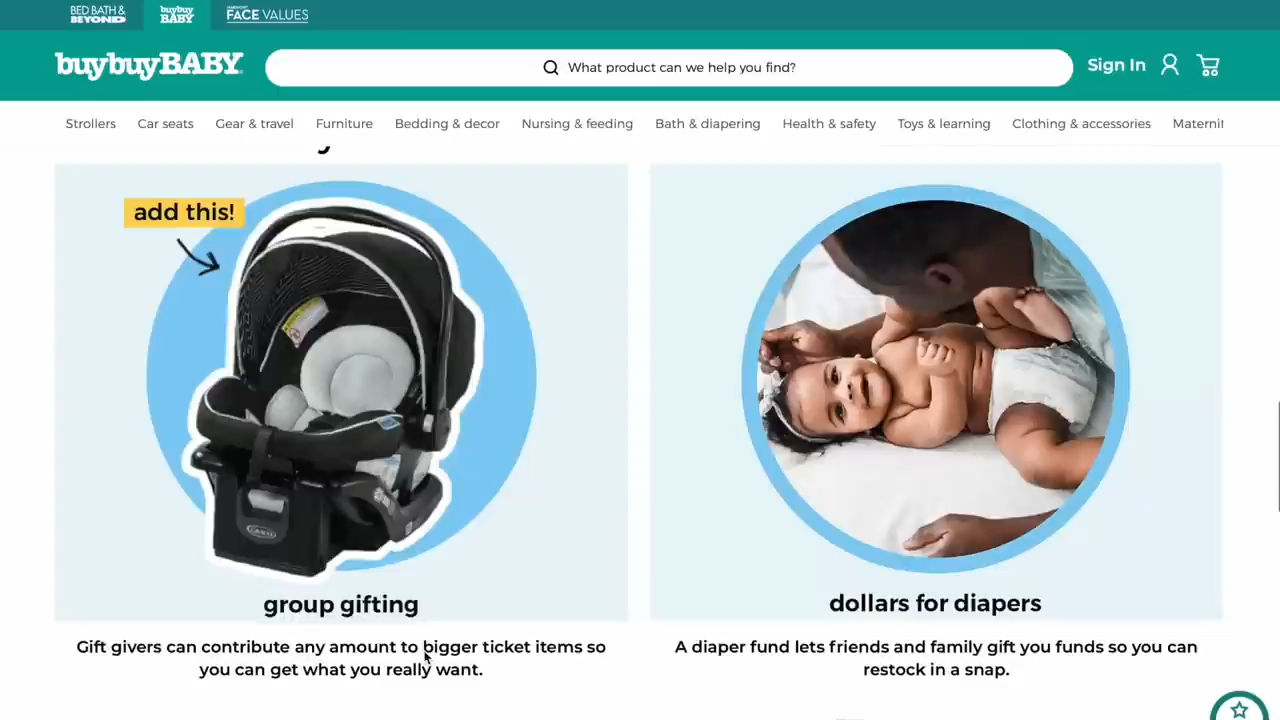 BED BATH & BEYOND
buybuy BABY
FACE VALUES
buybuyBABY
What product can we help you find?
Sign In
Strollers
Car seats
Gear & travel
Furniture
Bedding & decor
Nursing & feeding
Bath & diapering
Health & safety
Toys & learning
Clothing & accessories
Maternit
add this!
GRACO
group gifting
dollars for diapers
Gift givers can contribute any amount to bigger ticket items so
you can get what you really want.
A diaper fund lets friends and family gift you funds so you can
restock in a snap.